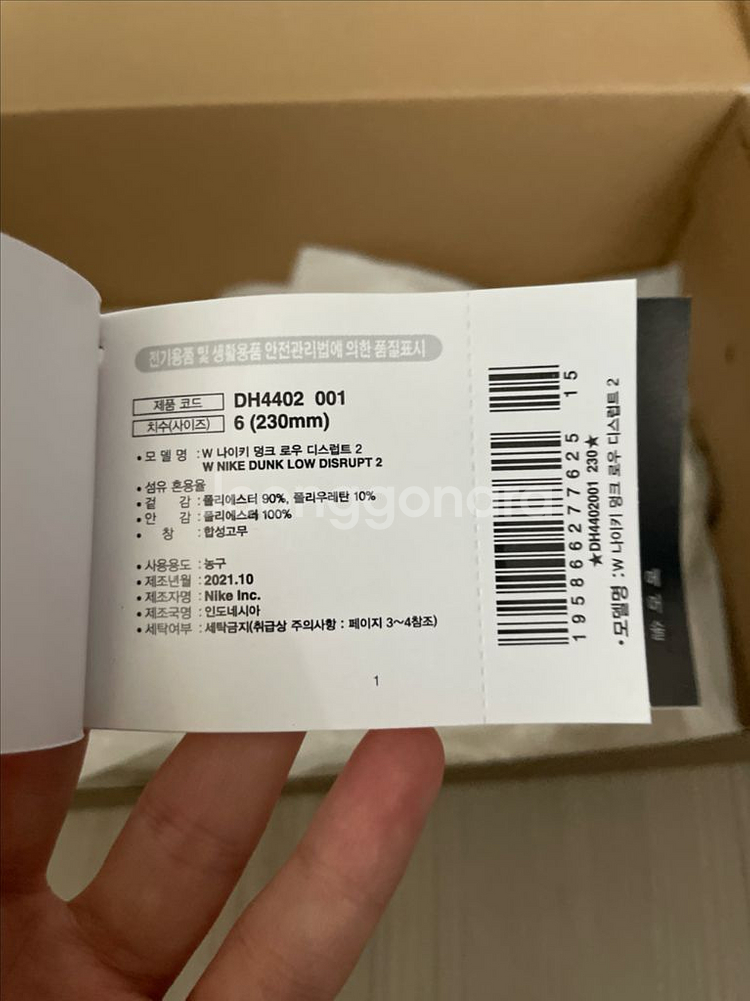 전기용품 및 생활용품 안전관리법에 의한 품질표시
제품 코드 DH4402 001
치수(사이즈) 6 (230mm)
• 모 델 명 : W 나이키 덩크 로우 디스럽트 2
W NIKE DUNK LOW DISRUPT 2
• 섬유 혼용율
• 겉 감 : 폴리에스터 90%, 폴리우레탄 10%
• 안 감 : 폴리에스터 100%
• 창 : 합성고무
• 사용용도 : 농구
• 제조년월 : 2021.10
• 제조자명 : Nike Inc.
• 제조국명 : 인도네시아
• 세탁여부 : 세탁금지(취급상 주의사항 : 페이지 3~4참조)
1
195866277625 15
★DH4402001 230★
• 모델명 : W 나이키 덩크 로우 디스럽트 2